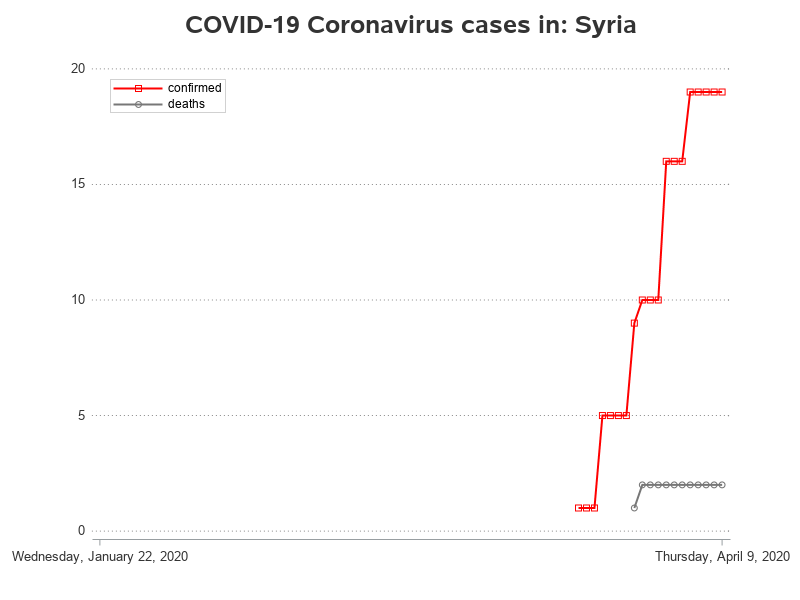 COVID-19 Coronavirus cases in: Syria
20
confirmed
deaths
15
10
5
0
Wednesday, January 22, 2020
Thursday, April 9, 2020